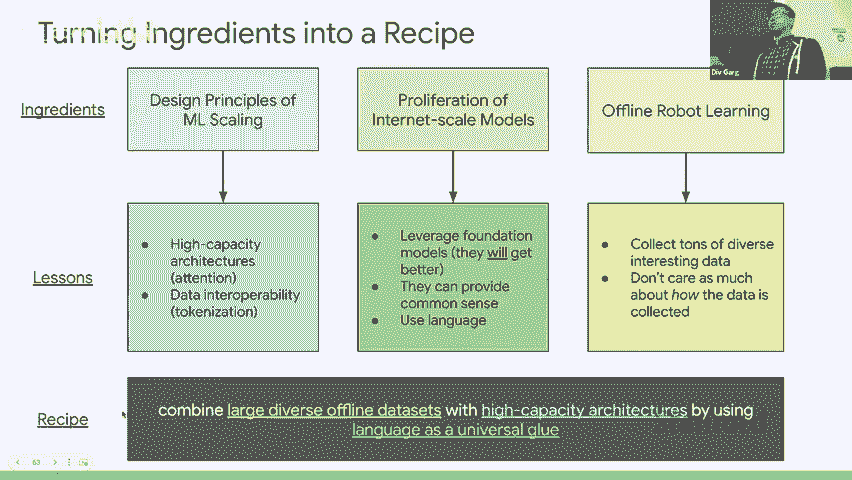 Turning Ingredients into a Recipe
Div Garg
Ingredients
Design Principles of
ML Scaling
Proliferation of
Internet-scale Models
Offline Robot Learning
Lessons
● High-capacity
architectures
(attention)
● Data interoperability
(tokenization)
● Leverage foundation
models (they will get
better)
● They can provide
common sense
● Use language
● Collect tons of diverse
interesting data
● Don't care as much
about how the data is
collected
Recipe
combine large diverse offline datasets with high-capacity architectures by using
language as a universal glue
63